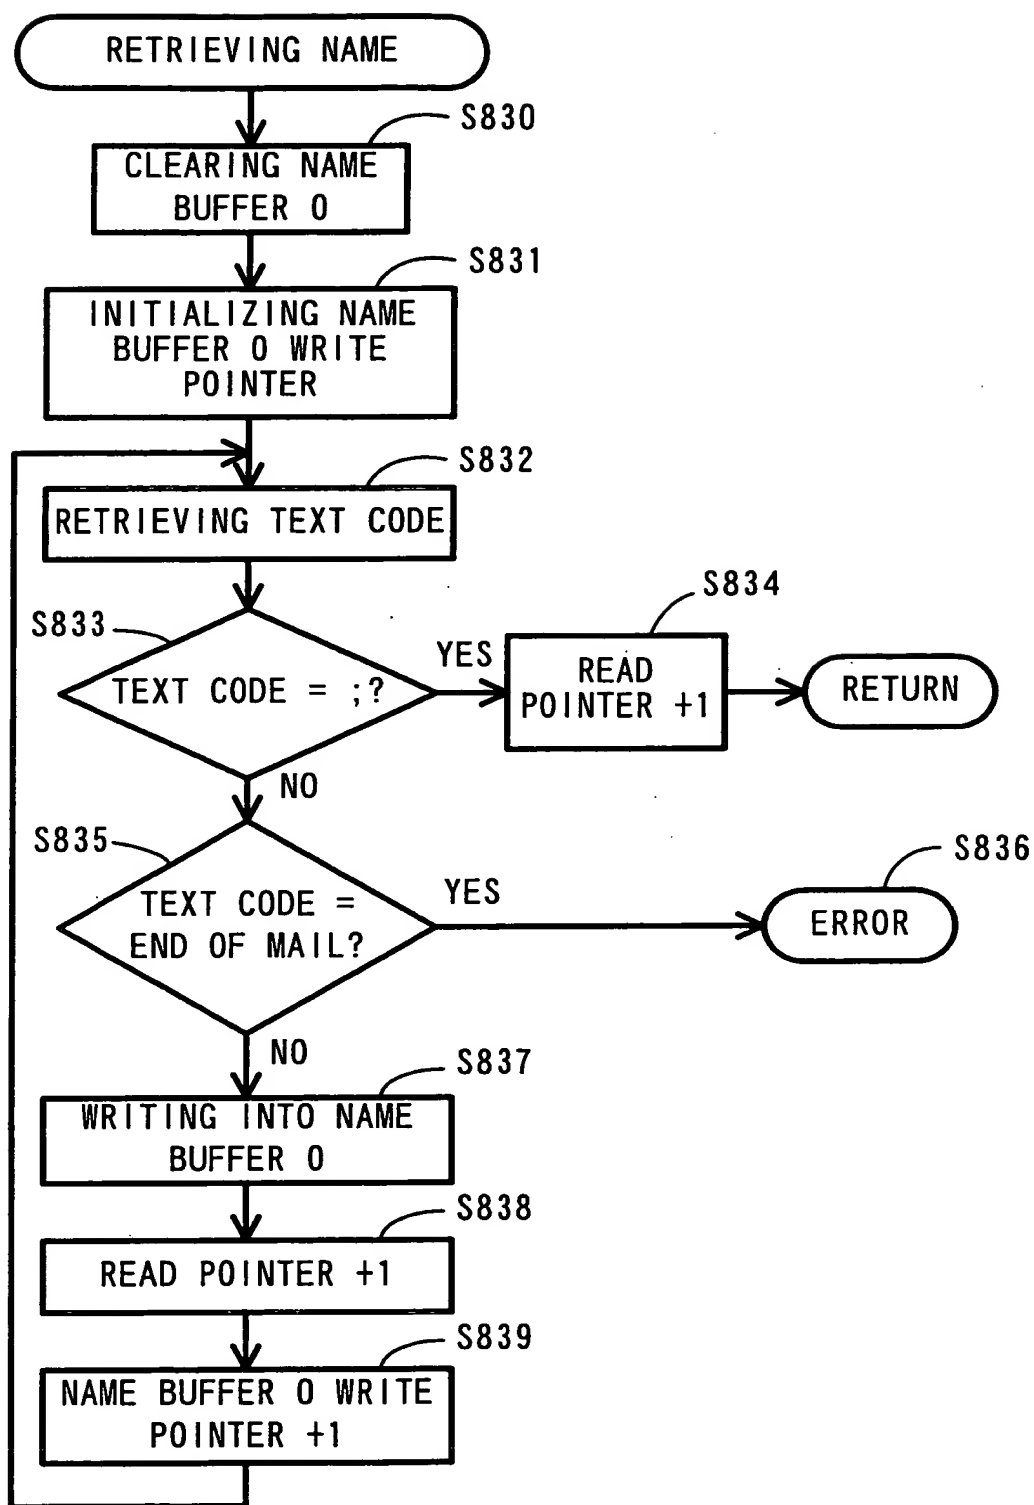 RETRIEVING NAME
S830
CLEARING NAME
BUFFER 0
S831
INITIALIZING NAME
BUFFER 0 WRITE
POINTER
S832
RETRIEVING TEXT CODE
S833
TEXT CODE = ;?
YES
S834
READ
POINTER +1
RETURN
NO
S835
TEXT CODE =
END OF MAIL?
YES
S836
ERROR
NO
S837
WRITING INTO NAME
BUFFER 0
S838
READ POINTER +1
S839
NAME BUFFER 0 WRITE
POINTER +1